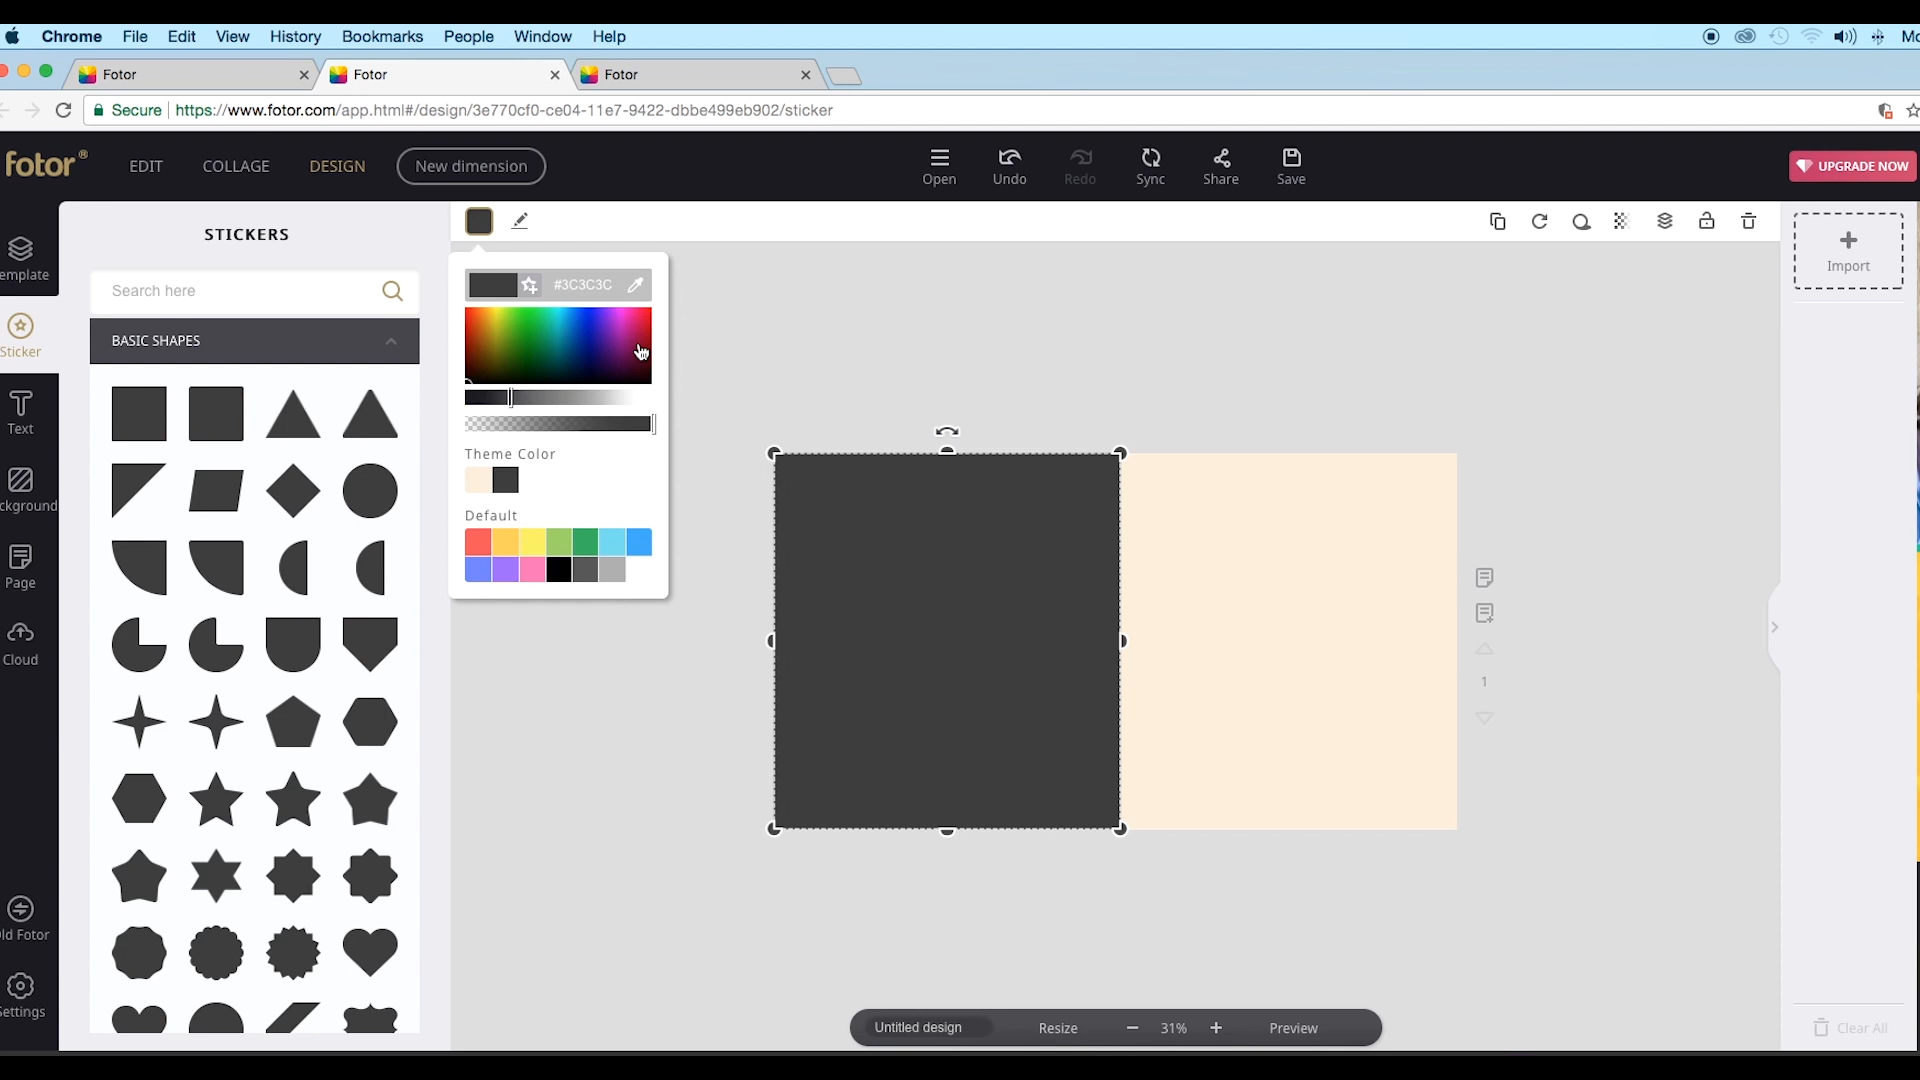 Chrome File Edit View History Bookmarks People Window Help
Fotor
Fotor
Fotor
Secure https://www.fotor.com/app.html#/design/3e770cf0-ce04-11e7-9422-dbbe499eb902/sticker
fotor® EDIT COLLAGE DESIGN New dimension
Open Undo Redo Sync Share Save
UPGRADE NOW
STICKERS
Search here
BASIC SHAPES
emplate
Sticker
Text
ckground
Page
Cloud
ld Fotor
ettings
#3C3C3C
Theme Color
Default
Import
1
Untitled design Resize 31% Preview
Clear All